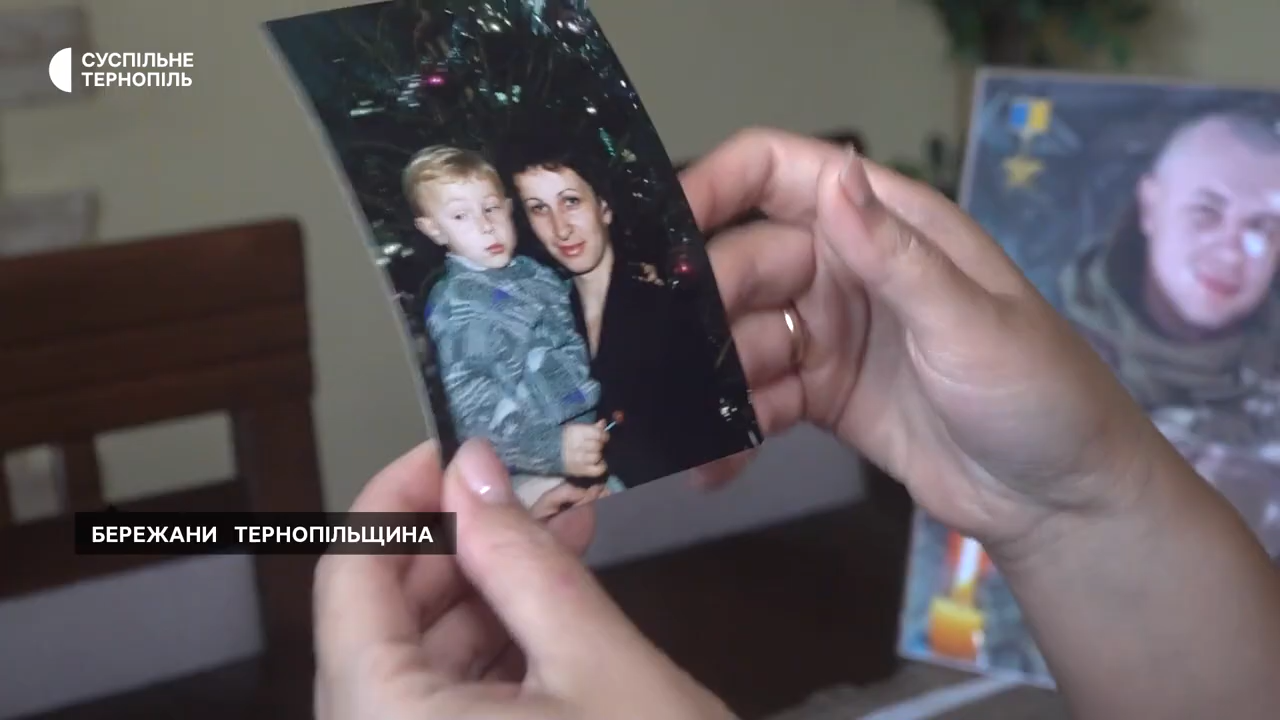 СУСПІЛЬНЕ
ТЕРНОПІЛЬ
БЕРЕЖАНИ ТЕРНОПІЛЬЩИНА